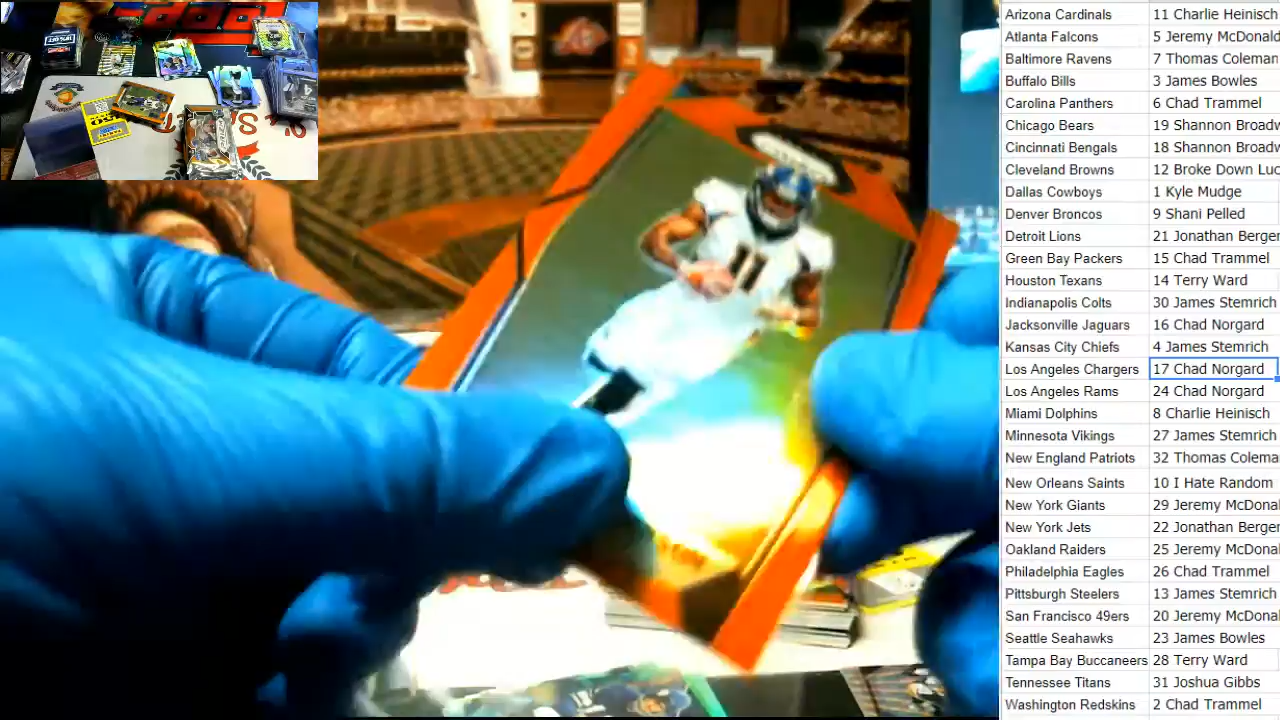 Arizona Cardinals 11 Charlie Heinisch
Atlanta Falcons 5 Jeremy McDonald
Baltimore Ravens 7 Thomas Coleman
Buffalo Bills 3 James Bowles
Carolina Panthers 6 Chad Trammel
Chicago Bears 19 Shannon Broadw
Cincinnati Bengals 18 Shannon Broadw
Cleveland Browns 12 Broke Down Luc
Dallas Cowboys 1 Kyle Mudge
Denver Broncos 9 Shani Pelled
Detroit Lions 21 Jonathan Berger
Green Bay Packers 15 Chad Trammel
Houston Texans 14 Terry Ward
Indianapolis Colts 30 James Stemrich
Jacksonville Jaguars 16 Chad Norgard
Kansas City Chiefs 4 James Stemrich
Los Angeles Chargers 17 Chad Norgard
Los Angeles Rams 24 Chad Norgard
Miami Dolphins 8 Charlie Heinisch
Minnesota Vikings 27 James Stemrich
New England Patriots 32 Thomas Colema
New Orleans Saints 10 I Hate Random
New York Giants 29 Jeremy McDona
New York Jets 22 Jonathan Berger
Oakland Raiders 25 Jeremy McDona
Philadelphia Eagles 26 Chad Trammel
Pittsburgh Steelers 13 James Stemrich
San Francisco 49ers 20 Jeremy McDona
Seattle Seahawks 23 James Bowles
Tampa Bay Buccaneers 28 Terry Ward
Tennessee Titans 31 Joshua Gibbs
Washington Redskins 2 Chad Trammel
11